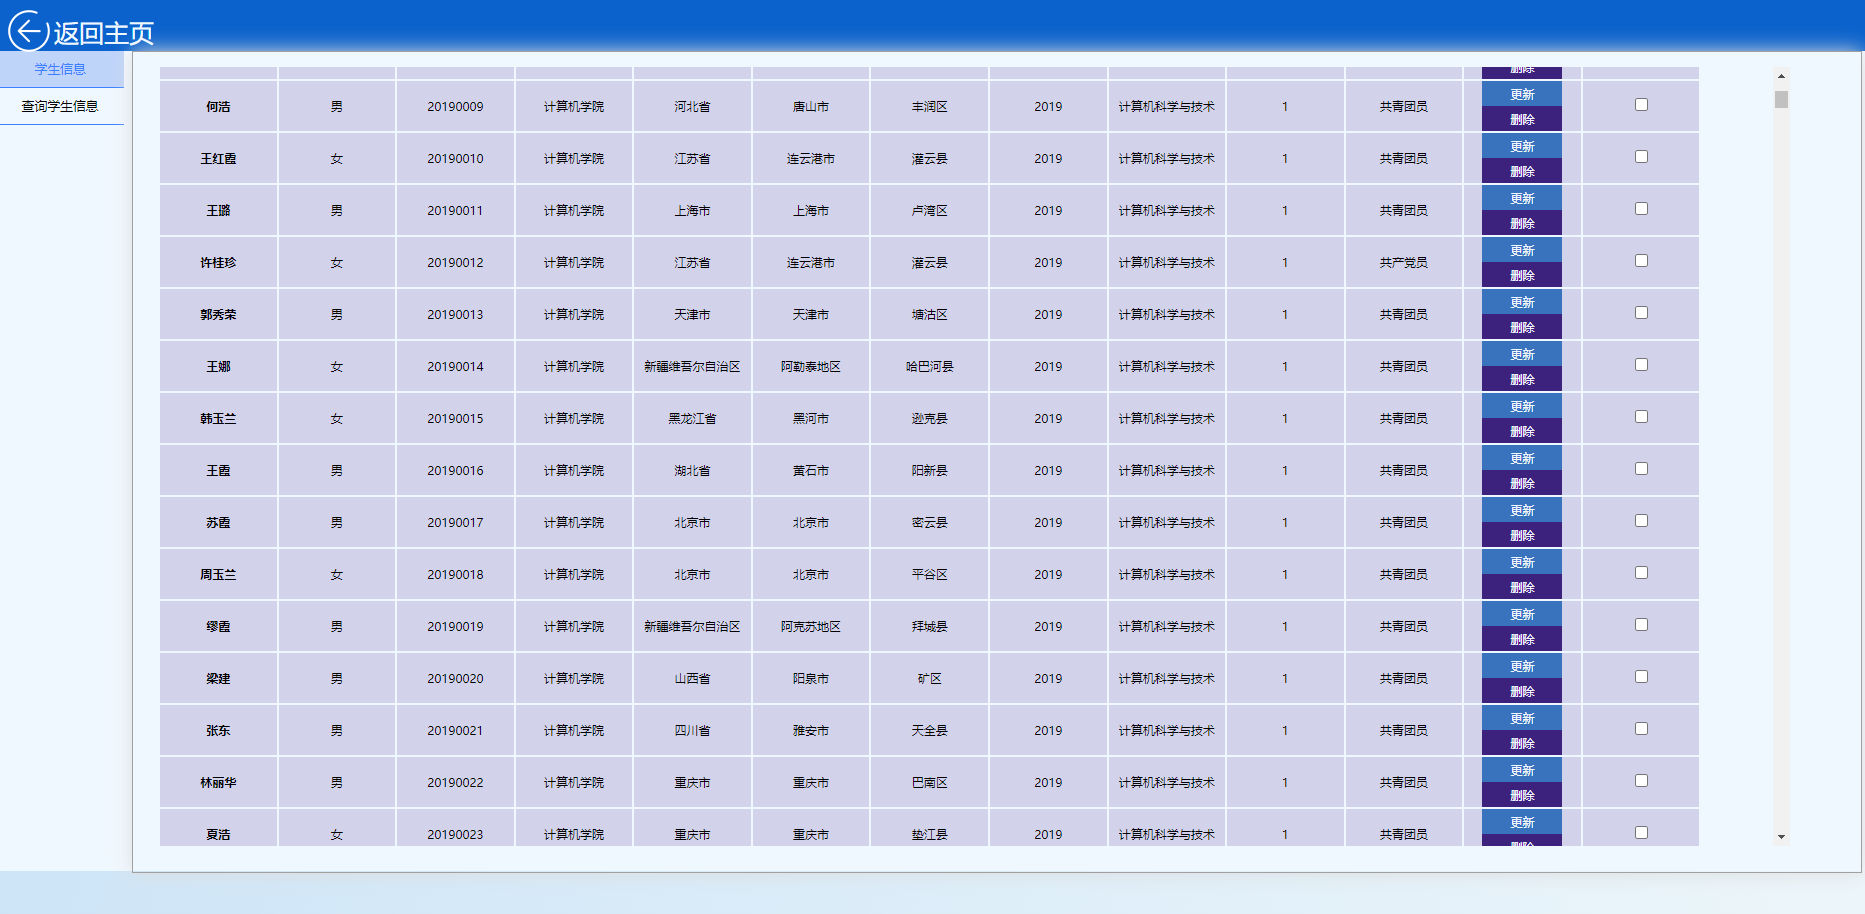 返回主页
学生信息
查询学生信息
删除
何浩 男 20190009 计算机学院 河北省 唐山市 丰润区 2019 计算机科学与技术 1 共青团员 更新 删除
王红霞 女 20190010 计算机学院 江苏省 连云港市 灌云县 2019 计算机科学与技术 1 共青团员 更新 删除
王璐 男 20190011 计算机学院 上海市 上海市 卢湾区 2019 计算机科学与技术 1 共青团员 更新 删除
许桂珍 女 20190012 计算机学院 江苏省 连云港市 灌云县 2019 计算机科学与技术 1 共产党员 更新 删除
郭秀荣 男 20190013 计算机学院 天津市 天津市 塘沽区 2019 计算机科学与技术 1 共青团员 更新 删除
王娜 女 20190014 计算机学院 新疆维吾尔自治区 阿勒泰地区 哈巴河县 2019 计算机科学与技术 1 共青团员 更新 删除
韩玉兰 女 20190015 计算机学院 黑龙江省 黑河市 逊克县 2019 计算机科学与技术 1 共青团员 更新 删除
王霞 男 20190016 计算机学院 湖北省 黄石市 阳新县 2019 计算机科学与技术 1 共青团员 更新 删除
苏霞 男 20190017 计算机学院 北京市 北京市 密云县 2019 计算机科学与技术 1 共青团员 更新 删除
周玉兰 女 20190018 计算机学院 北京市 北京市 平谷区 2019 计算机科学与技术 1 共青团员 更新 删除
缪霞 男 20190019 计算机学院 新疆维吾尔自治区 阿克苏地区 拜城县 2019 计算机科学与技术 1 共青团员 更新 删除
梁建 男 20190020 计算机学院 山西省 阳泉市 矿区 2019 计算机科学与技术 1 共青团员 更新 删除
张东 男 20190021 计算机学院 四川省 雅安市 天全县 2019 计算机科学与技术 1 共青团员 更新 删除
林丽华 男 20190022 计算机学院 重庆市 重庆市 巴南区 2019 计算机科学与技术 1 共青团员 更新 删除
夏浩 女 20190023 计算机学院 重庆市 重庆市 垫江县 2019 计算机科学与技术 1 共青团员 更新 删除